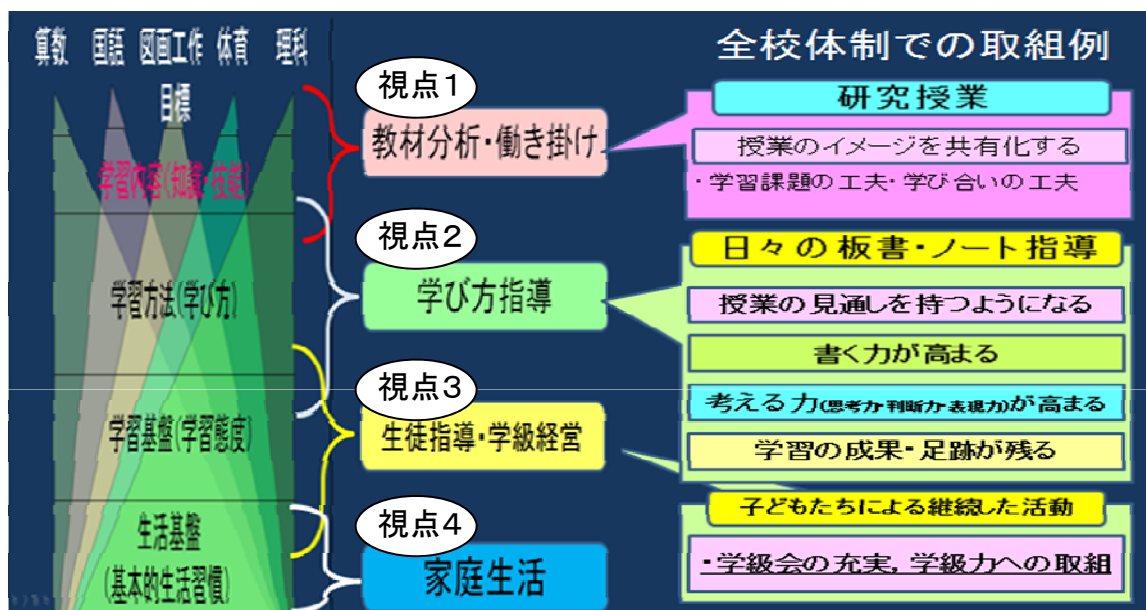 算数 国語 図画工作 体育 理科
目標
学習内容(知識・技能)
学習方法(学び方)
学習基盤(学習態度)
生活基盤
(基本的生活習慣)
視点1
教材分析・働き掛け
視点2
学び方指導
視点3
生徒指導・学級経営
視点4
家庭生活
全校体制での取組例
研究授業
授業のイメージを共有化する
・学習課題の工夫・学び合いの工夫
日々の板書・ノート指導
授業の見通しを持つようになる
書く力が高まる
考える力(思考力・判断力・表現力)が高まる
学習の成果・足跡が残る
子どもたちによる継続した活動
・学級会の充実，学級力への取組